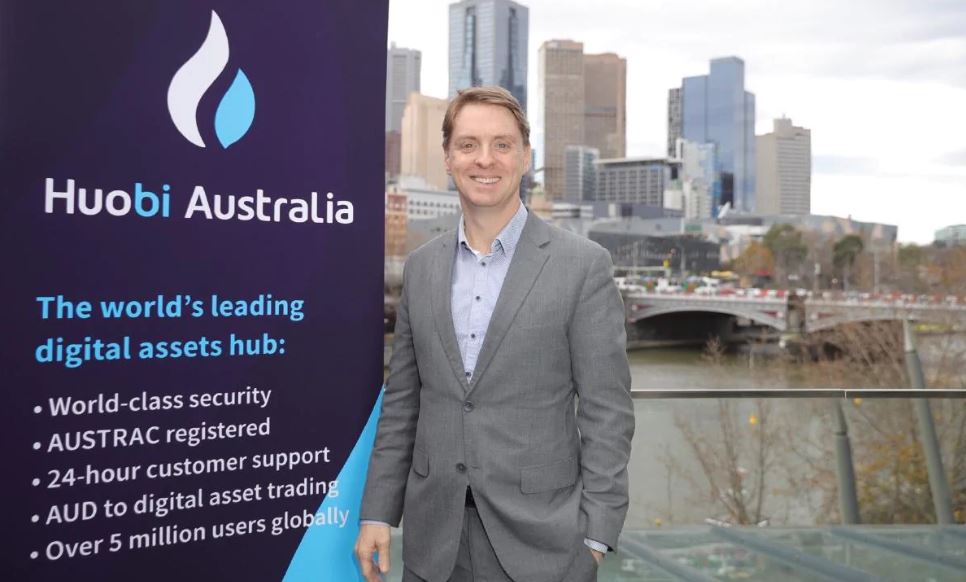 Huobi Australia
The world's leading
digital assets hub:
• World-class security
• AUSTRAC registered
• 24-hour customer support
• AUD to digital asset trading
• Over 5 million users globally